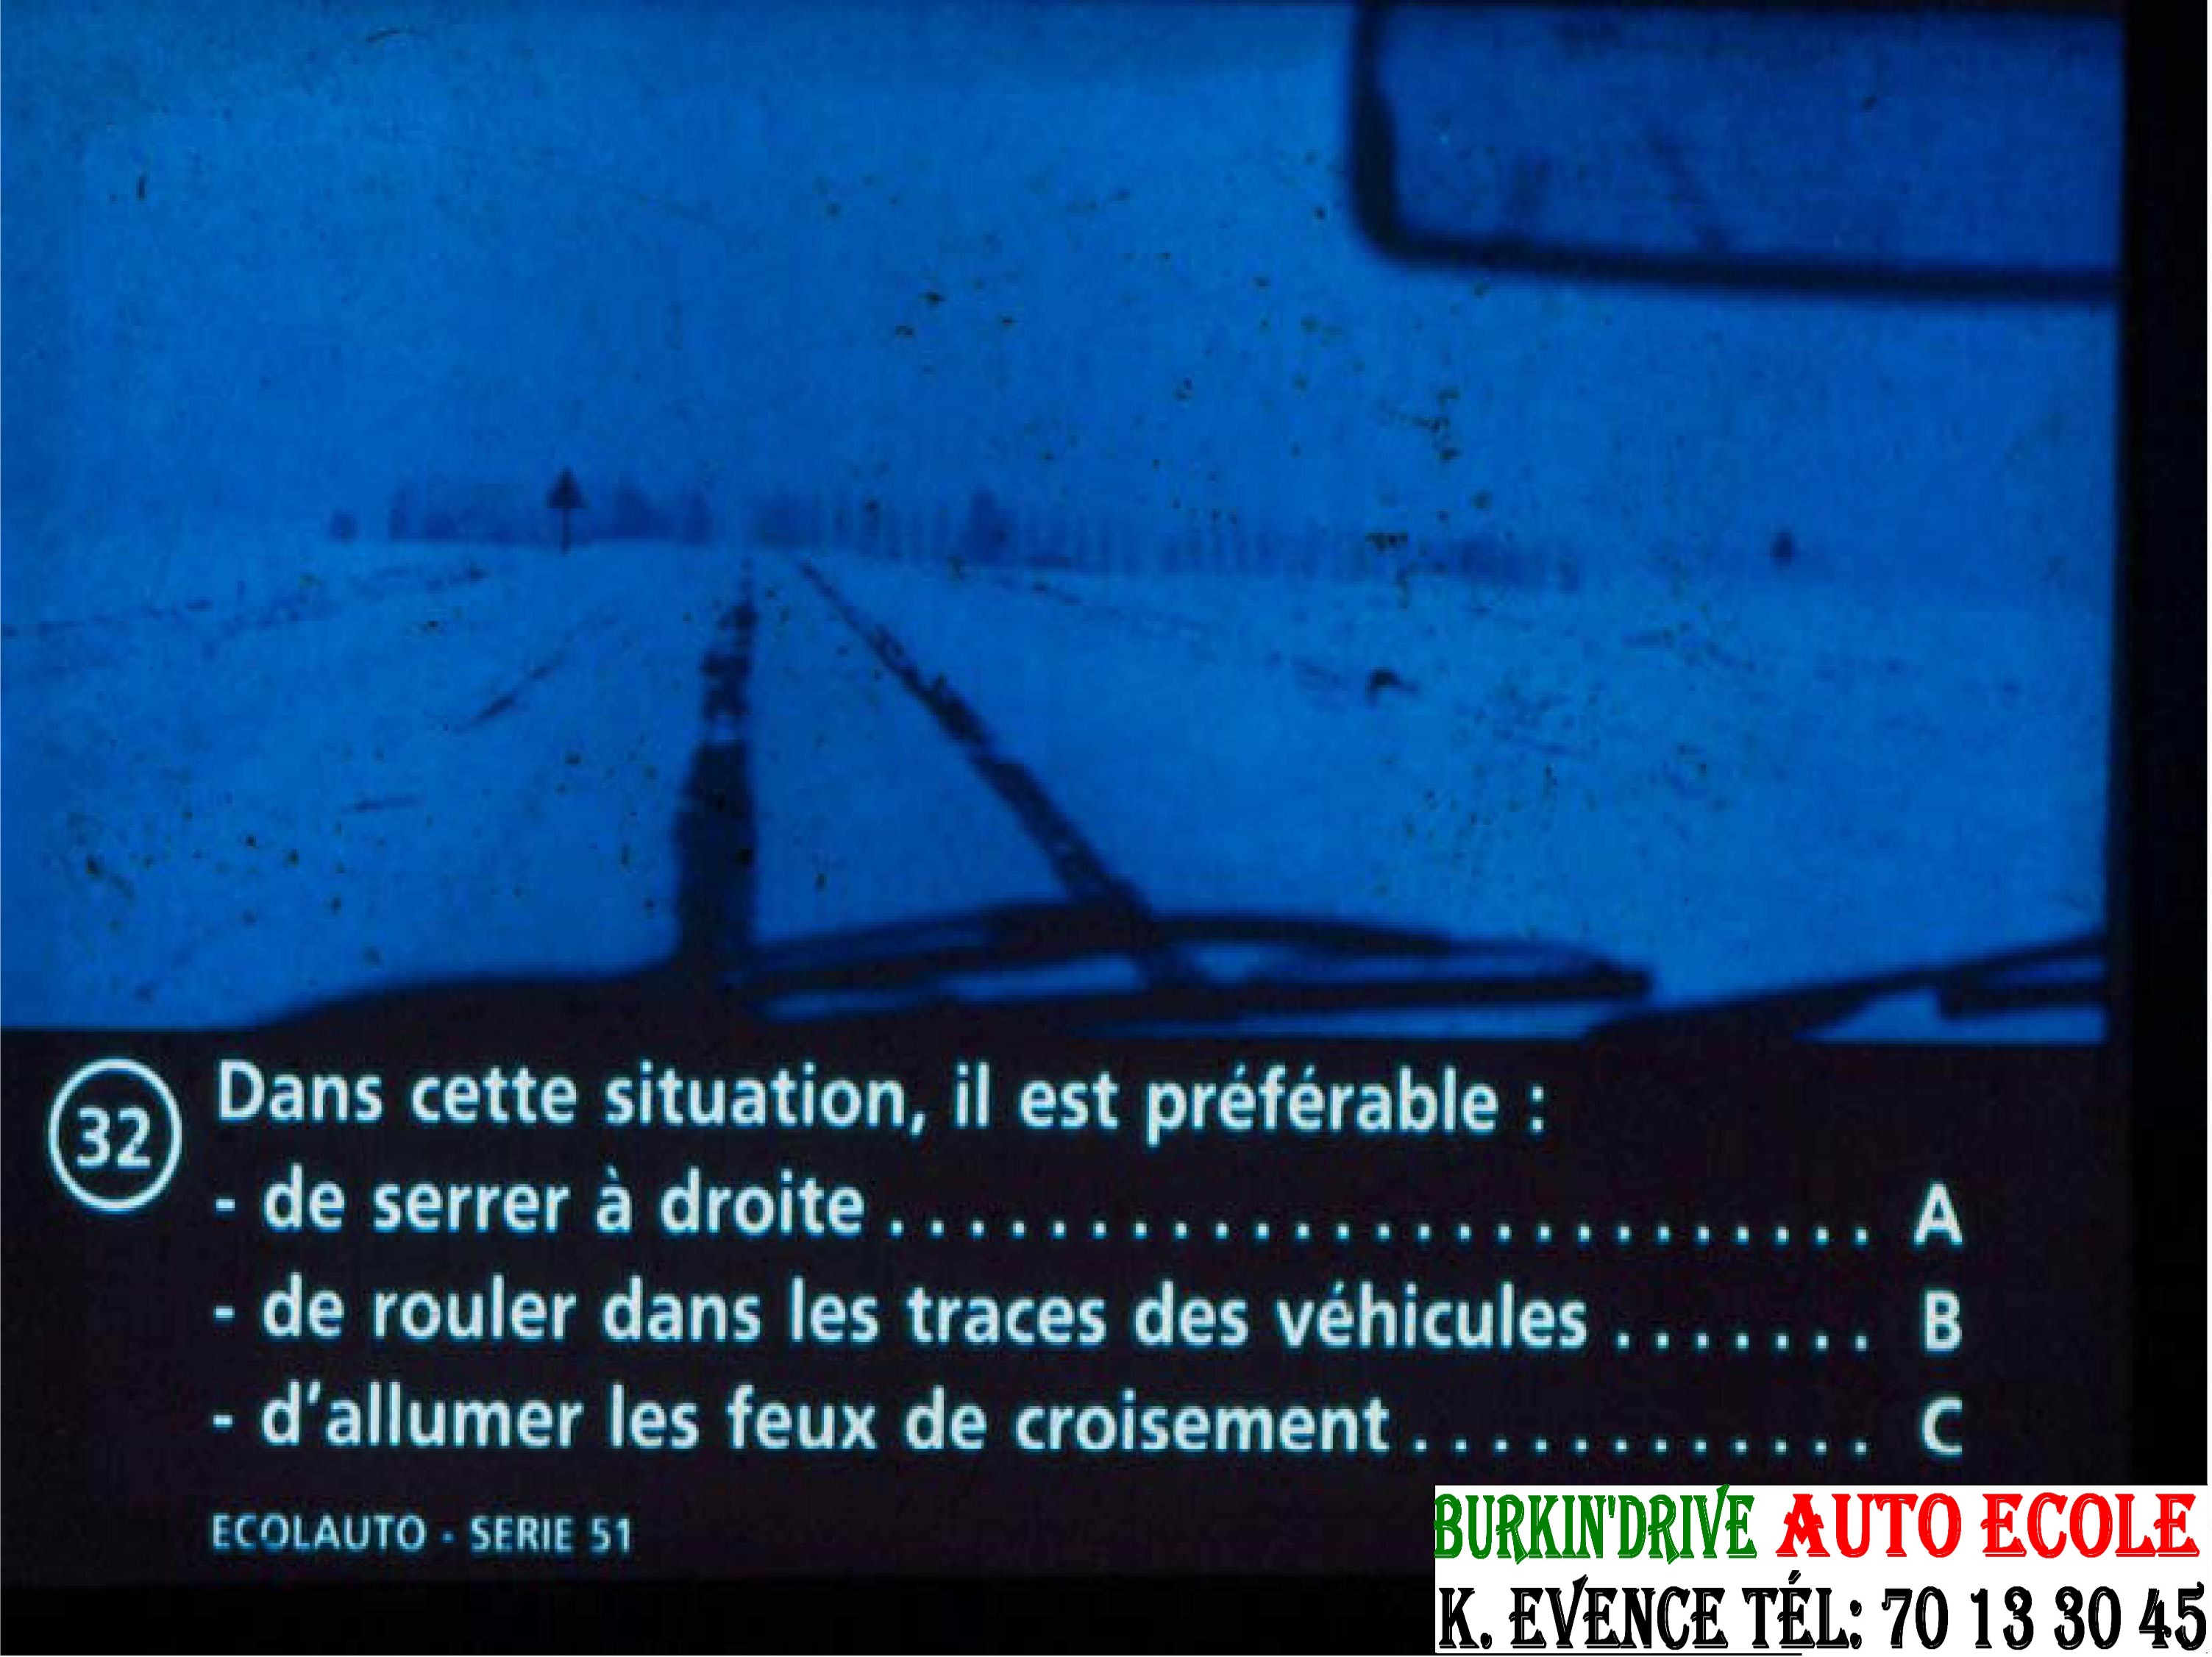 32 Dans cette situation, il est préférable :
- de serrer à droite .......................... A
- de rouler dans les traces des véhicules ....... B
- d'allumer les feux de croisement ............ C
ECOLAUTO - SERIE 51
BURKIN'DRIVE AUTO ECOLE
K. EVENCE TÉL: 70 13 30 45